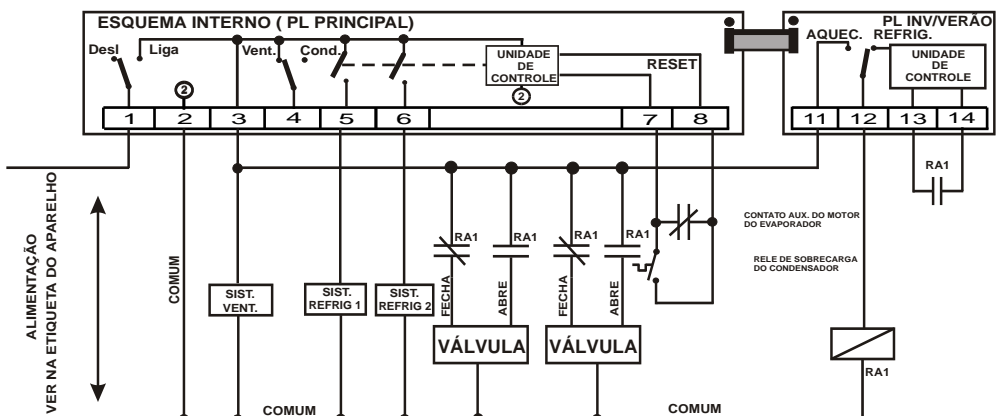 ESQUEMA INTERNO ( PL PRINCIPAL)
PL INV/VERÃO
AQUEC. REFRIG.
Desl
Liga
Vent.
Cond.
UNIDADE
DE
CONTROLE
RESET
UNIDADE
DE
CONTROLE
2
2
1 2 3 4 5 6 7 8
11 12 13 14
RA1
ALIMENTAÇÃO
VER NA ETIQUETA DO APARELHO
COMUM
SIST.
VENT.
SIST.
REFRIG 1
SIST.
REFRIG 2
RA1
RA1
RA1
RA1
FECHA
ABRE
FECHA
ABRE
VÁLVULA
VÁLVULA
CONTATO AUX. DO MOTOR
DO EVAPORADOR
RELE DE SOBRECARGA
DO CONDENSADOR
RA1
COMUM
COMUM